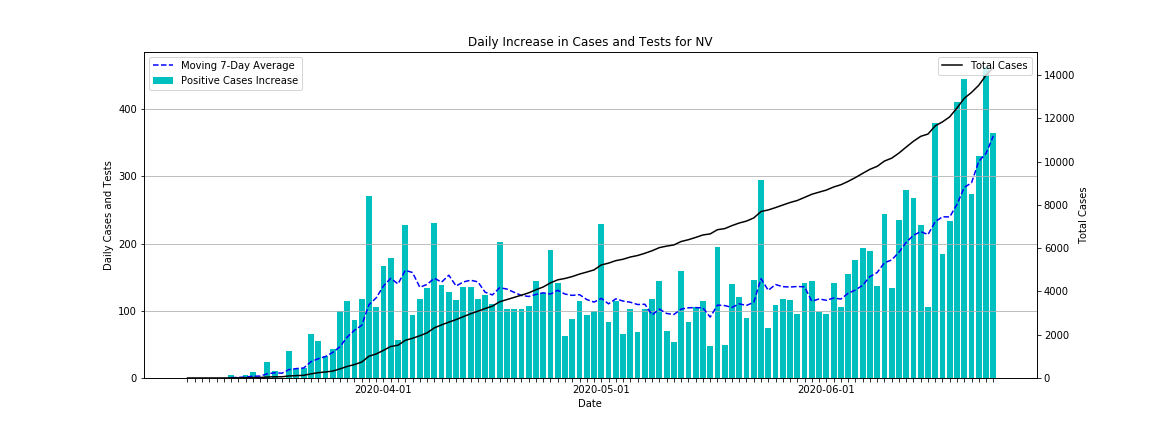 Daily Increase in Cases and Tests for NV
Moving 7-Day Average
Positive Cases Increase
Total Cases
400
300
200
100
0
Daily Cases and Tests
14000
12000
10000
8000
6000
4000
2000
0
Total Cases
2020-04-01
2020-05-01
2020-06-01
Date